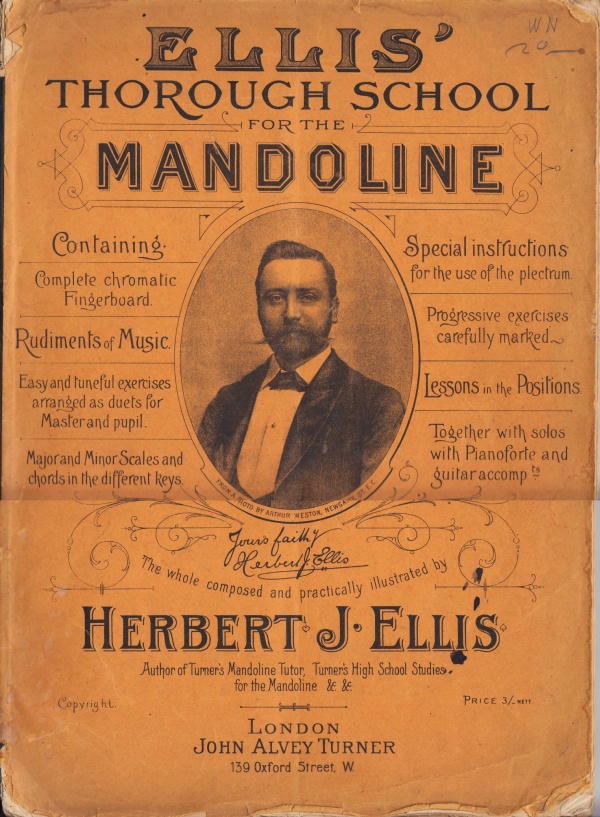 WN
20
ELLIS'
THOROUGH SCHOOL
FOR THE
MANDOLINE
Containing.
Complete chromatic
Fingerboard.
Rudiments of Music.
Easy and tuneful exercises
arranged as duets for
Master and pupil.
Major and Minor Scales and
chords in the different keys.
Special instructions
for the use of the plectrum.
Progressive exercises
carefully marked
Lessons in the Positions.
Together with solos
with Pianoforte and
guitar accomp ts
FROM A PHOTO BY ARTHUR WESTON, NEWGATE ST. E.C.
Yours faithy
Herbert J Ellis
The whole composed and practically illustrated by
HERBERT J. ELLIS
Author of Turner's Mandoline Tutor, Turner's High School Studies
for the Mandoline &c &c.
Copyright.
PRICE 3/- NETT.
LONDON
JOHN ALVEY TURNER
139 Oxford Street, W.